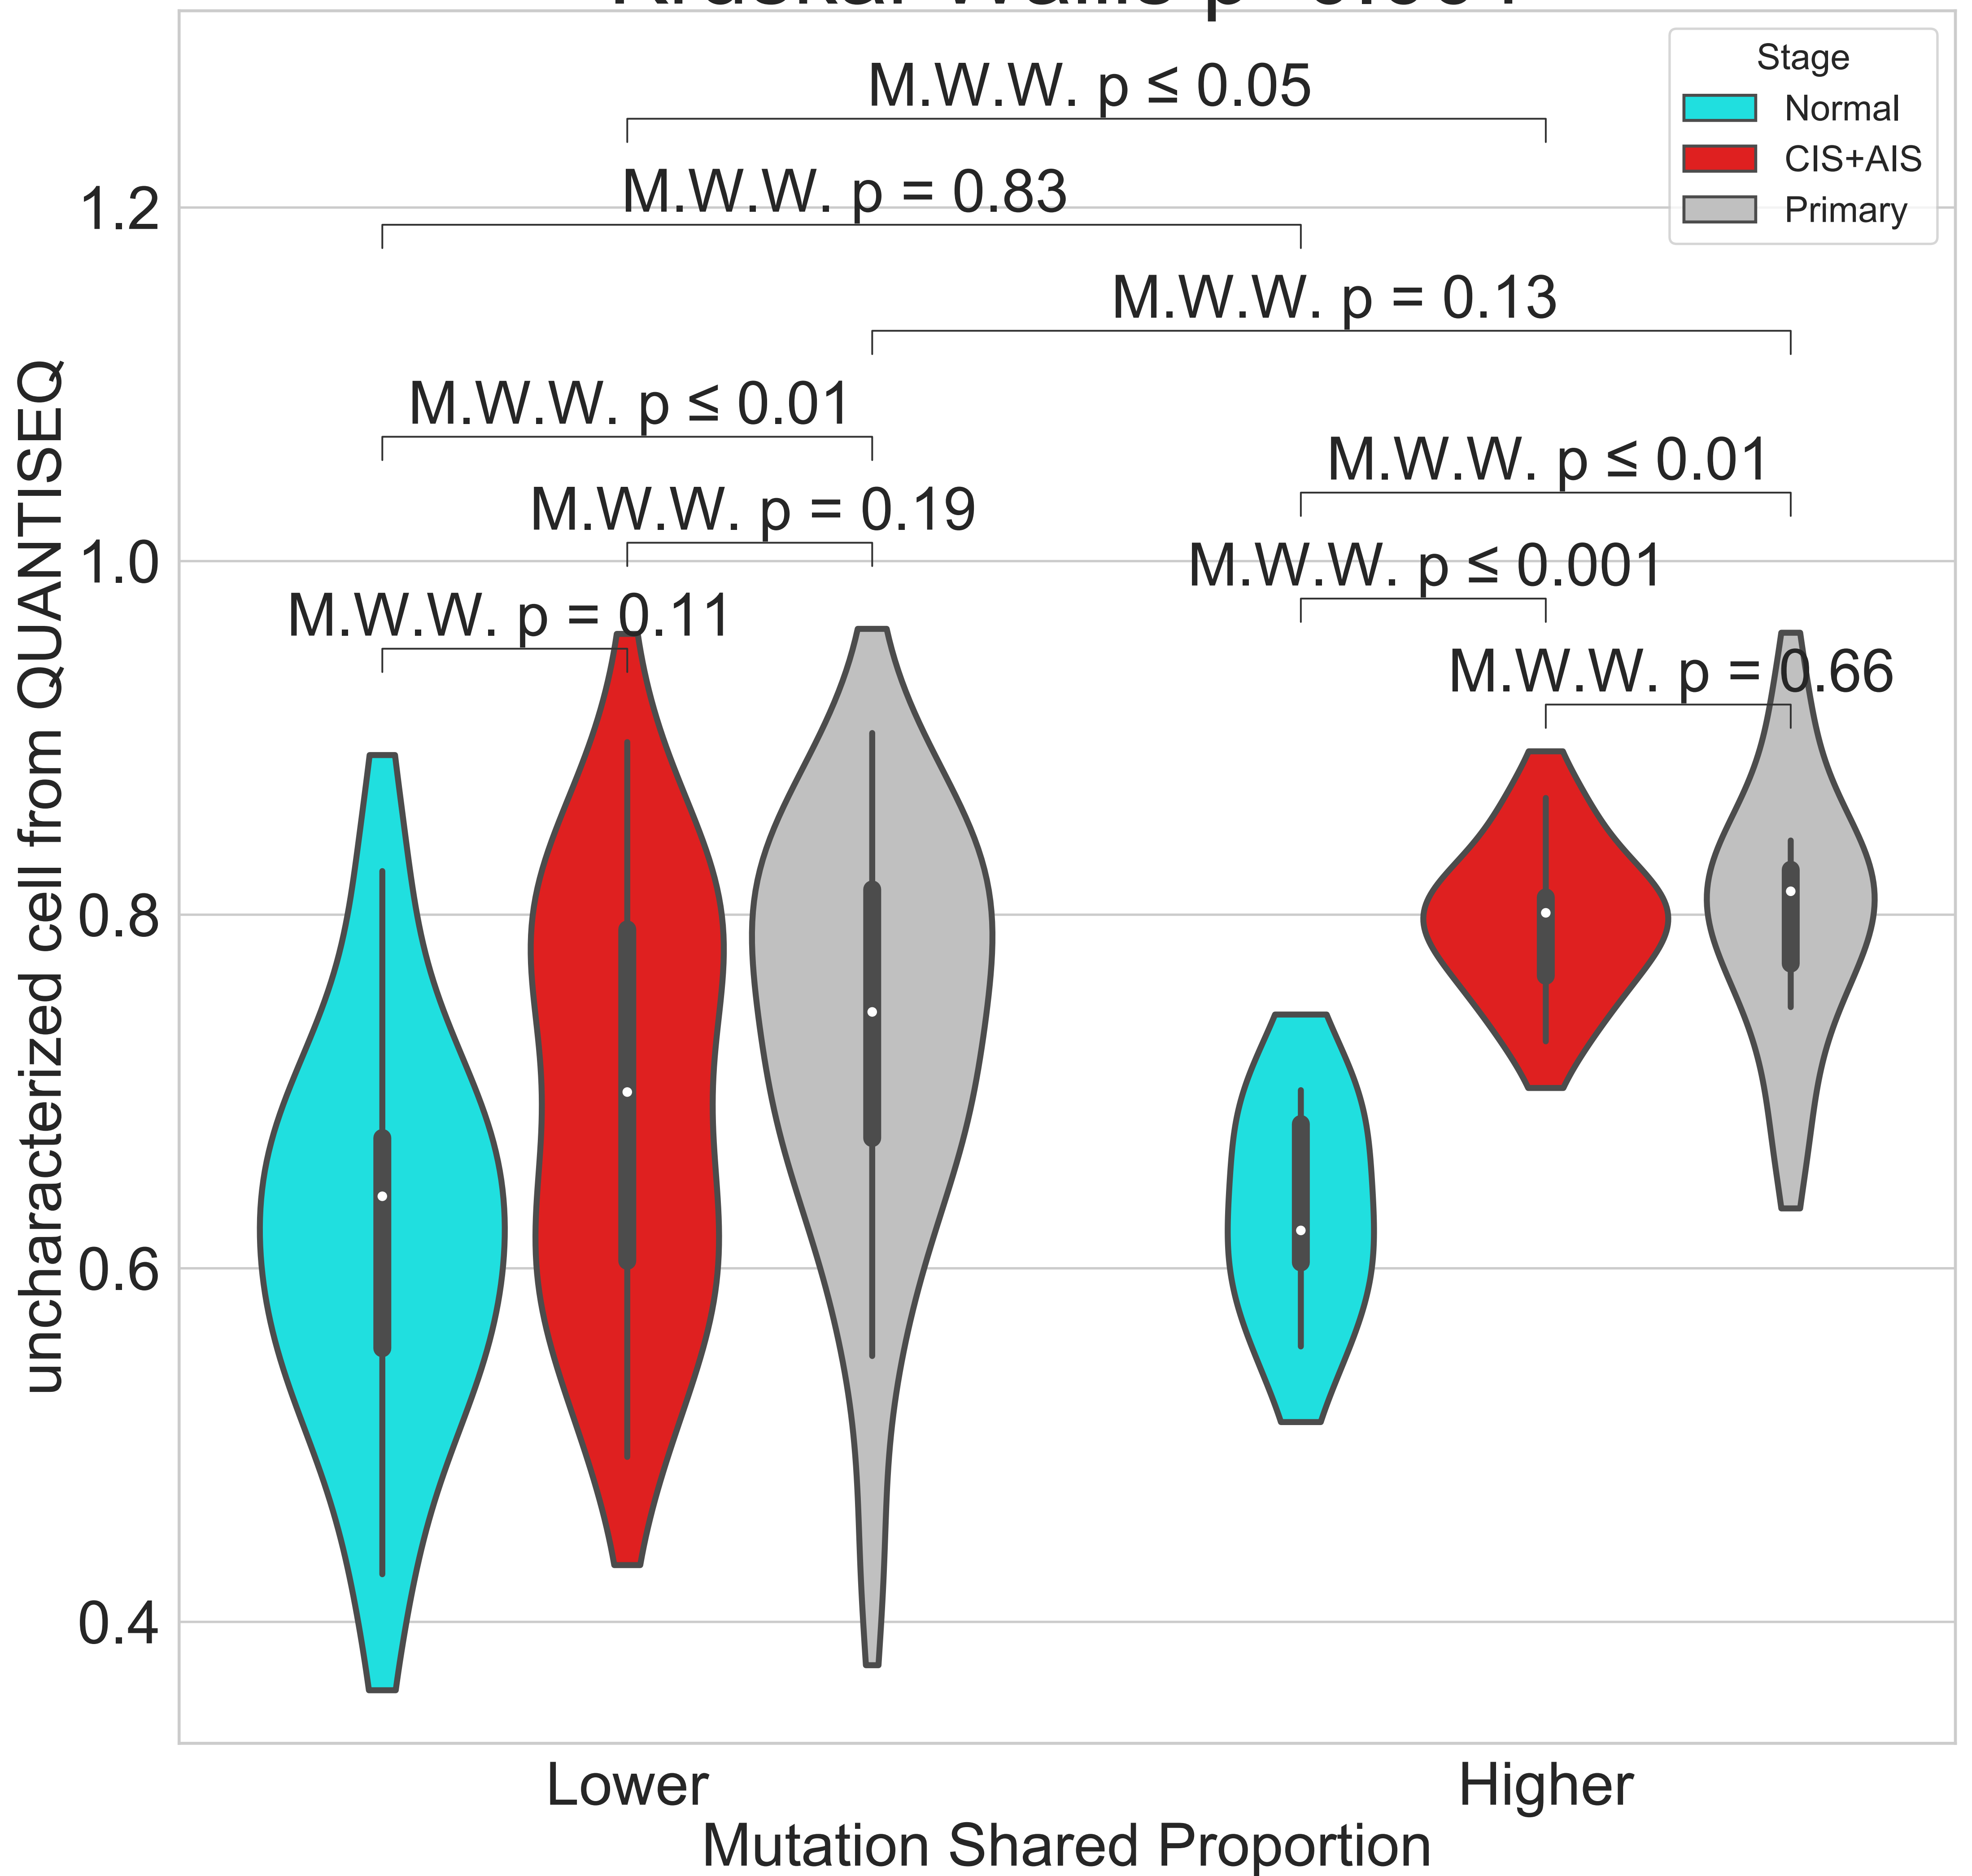 Stage
Normal
CIS+AIS
Primary
M.W.W. p ≤ 0.05
M.W.W. p = 0.83
M.W.W. p = 0.13
M.W.W. p ≤ 0.01
M.W.W. p ≤ 0.01
M.W.W. p = 0.19
M.W.W. p ≤ 0.001
M.W.W. p = 0.11
M.W.W. p = 0.66
uncharacterized cell from QUANTISEQ
1.2
1.0
0.8
0.6
0.4
Lower
Higher
Mutation Shared Proportion